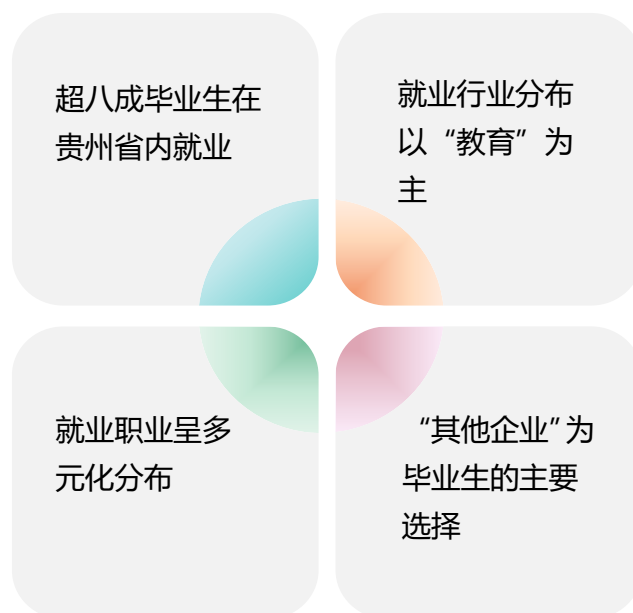 超八成毕业生在
贵州省内就业
就业行业分布
以“教育”为
主
就业职业呈多
元化分布
“其他企业”为
毕业生的主要
选择